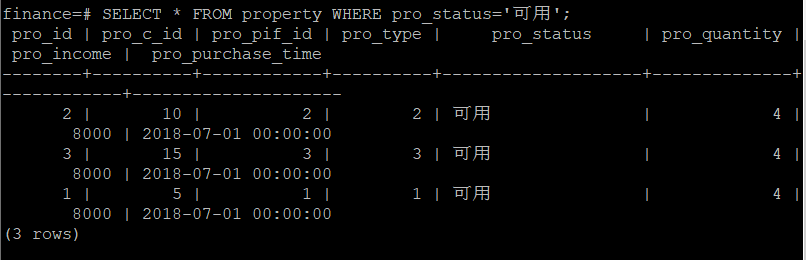 finance=# SELECT * FROM property WHERE pro_status='可用';
 pro_id | pro_c_id | pro_pif_id | pro_type |     pro_status      | pro_quantity |
 pro_income |  pro_purchase_time
--------+----------+------------+----------+---------------------+--------------+
------------+---------------------
      2 |       10 |          2 |        2 | 可用                |            4 |
       8000 | 2018-07-01 00:00:00
      3 |       15 |          3 |        3 | 可用                |            4 |
       8000 | 2018-07-01 00:00:00
      1 |        5 |          1 |        1 | 可用                |            4 |
       8000 | 2018-07-01 00:00:00
(3 rows)